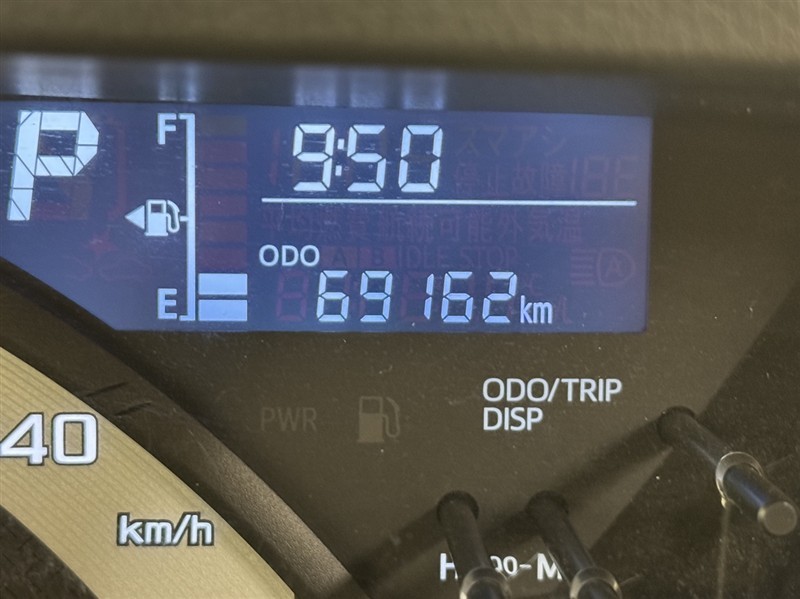 P
F
9:50
E
ODO
69162km
PWR
ODO/TRIP
DISP
40
km/h